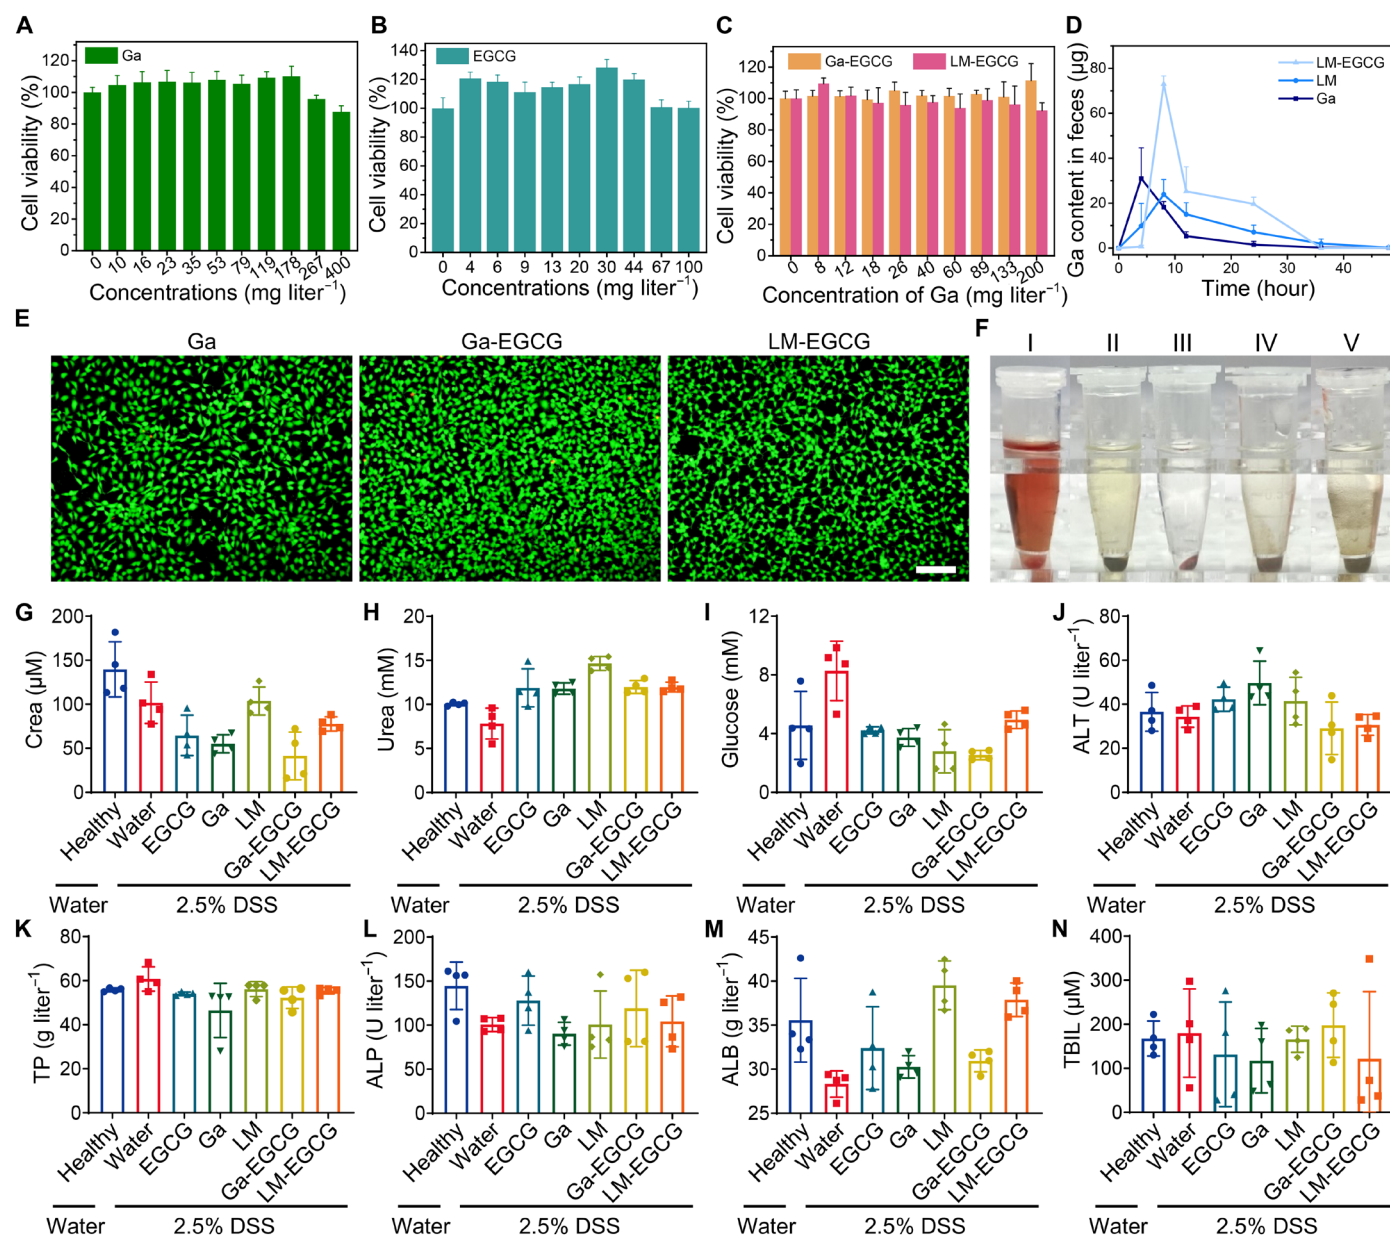 A
Ga
Cell viability (%)
120
100
80
60
40
20
0
0 10 16 23 35 53 79 119 178 267 400
Concentrations (mg liter⁻¹)
B
EGCG
Cell viability (%)
140
120
100
80
60
40
20
0
0 4 6 9 13 20 30 44 67 100
Concentrations (mg liter⁻¹)
C
Ga-EGCG LM-EGCG
Cell viability (%)
120
100
80
60
40
20
0
0 8 12 18 26 40 60 89 133 200
Concentration of Ga (mg liter⁻¹)
D
LM-EGCG
LM
Ga
Ga content in feces (µg)
80
60
40
20
0
0 10 20 30 40
Time (hour)
E
Ga Ga-EGCG LM-EGCG
F
I II III IV V
G
Crea (µM)
200
150
100
50
0
Healthy Water EGCG Ga LM Ga-EGCG LM-EGCG
Water 2.5% DSS
H
Urea (mM)
20
15
10
5
0
Healthy Water EGCG Ga LM Ga-EGCG LM-EGCG
Water 2.5% DSS
I
Glucose (mM)
12
8
4
0
Healthy Water EGCG Ga LM Ga-EGCG LM-EGCG
Water 2.5% DSS
J
ALT (U liter⁻¹)
80
60
40
20
0
Healthy Water EGCG Ga LM Ga-EGCG LM-EGCG
Water 2.5% DSS
K
TP (g liter⁻¹)
80
60
40
20
0
Healthy Water EGCG Ga LM Ga-EGCG LM-EGCG
Water 2.5% DSS
L
ALP (U liter⁻¹)
200
150
100
50
0
Healthy Water EGCG Ga LM Ga-EGCG LM-EGCG
Water 2.5% DSS
M
ALB (g liter⁻¹)
45
40
35
30
25
Healthy Water EGCG Ga LM Ga-EGCG LM-EGCG
Water 2.5% DSS
N
TBIL (µM)
400
300
200
100
0
Healthy Water EGCG Ga LM Ga-EGCG LM-EGCG
Water 2.5% DSS